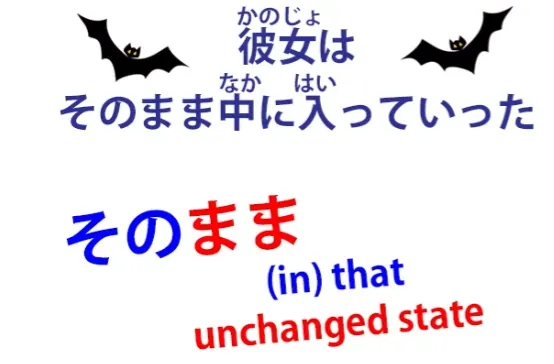 かのじょ
彼女は
なか はい
そのまま中に入っていった
そのまま
(in) that
unchanged state